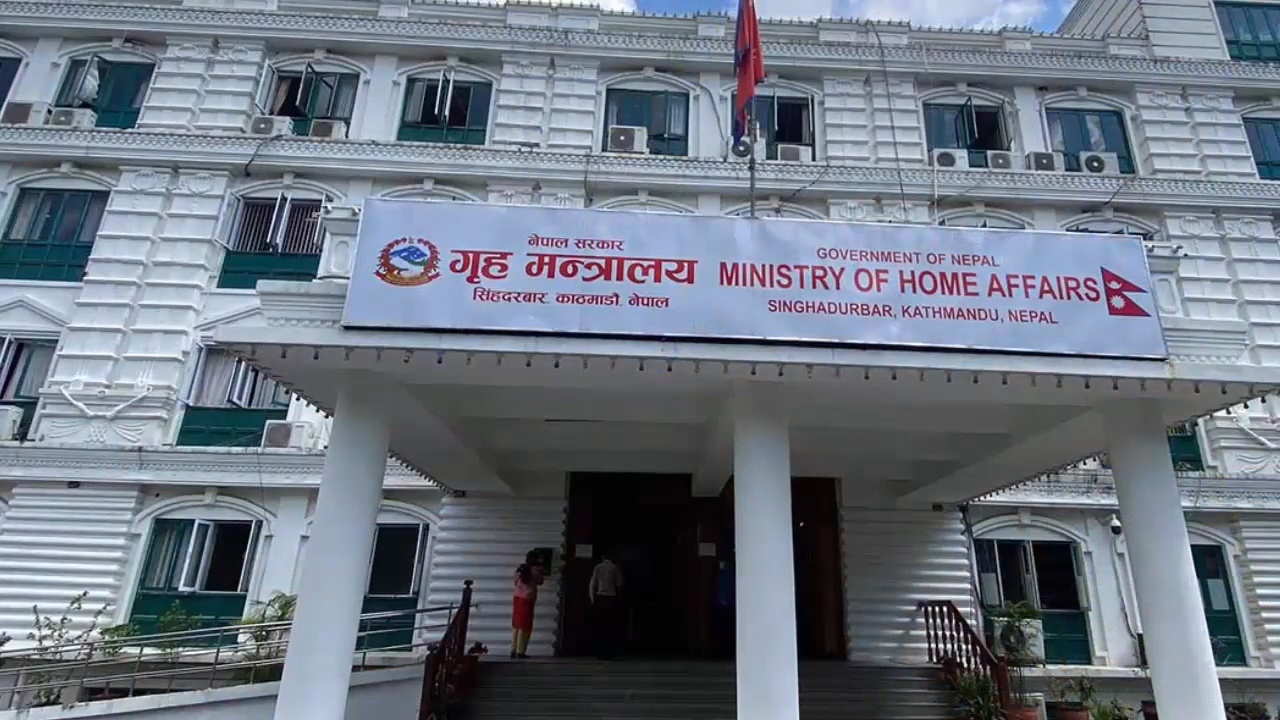 नेपाल सरकार
गृह मन्त्रालय
सिंहदरबार, काठमाडौं, नेपाल
GOVERNMENT OF NEPAL
MINISTRY OF HOME AFFAIRS
SINGHADURBAR, KATHMANDU, NEPAL